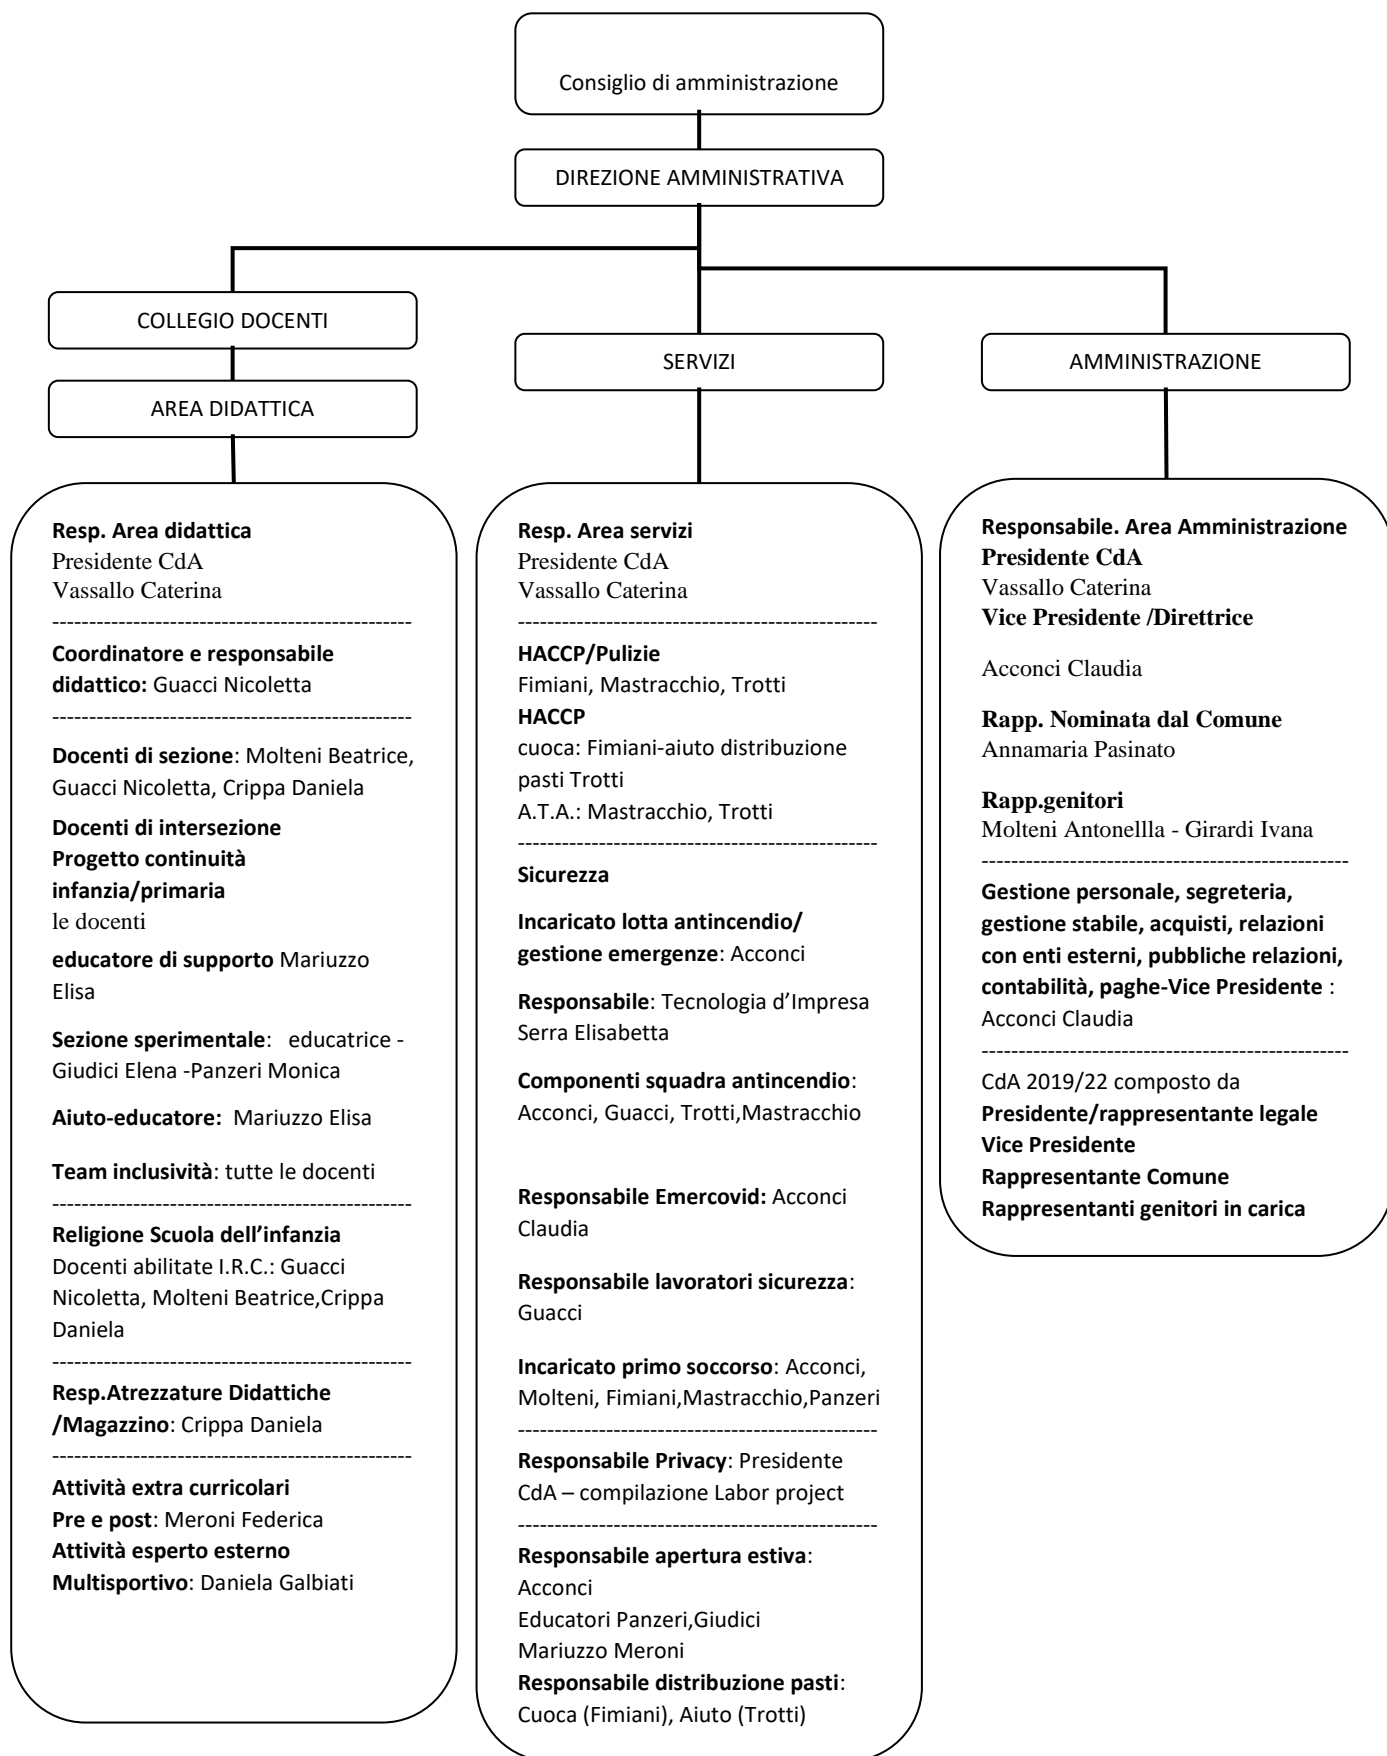 Consiglio di amministrazione
DIREZIONE AMMINISTRATIVA
COLLEGIO DOCENTI
AREA DIDATTICA
SERVIZI
AMMINISTRAZIONE
Resp. Area didattica
Presidente CdA
Vassallo Caterina
-------------------------------------------------
Coordinatore e responsabile
didattico: Guacci Nicoletta
-------------------------------------------------
Docenti di sezione: Molteni Beatrice,
Guacci Nicoletta, Crippa Daniela
Docenti di intersezione
Progetto continuità
infanzia/primaria
le docenti
educatore di supporto Mariuzzo
Elisa
Sezione sperimentale:   educatrice -
Giudici Elena -Panzeri Monica
Aiuto-educatore:  Mariuzzo Elisa
Team inclusività: tutte le docenti
-------------------------------------------------
Religione Scuola dell’infanzia
Docenti abilitate I.R.C.: Guacci
Nicoletta, Molteni Beatrice,Crippa
Daniela
-------------------------------------------------
Resp.Atrezzature Didattiche
/Magazzino: Crippa Daniela
-------------------------------------------------
Attività extra curricolari
Pre e post: Meroni Federica
Attività esperto esterno
Multisportivo: Daniela Galbiati
Resp. Area servizi
Presidente CdA
Vassallo Caterina
-------------------------------------------------
HACCP/Pulizie
Fimiani, Mastracchio, Trotti
HACCP
cuoca: Fimiani-aiuto distribuzione
pasti Trotti
A.T.A.: Mastracchio, Trotti
-------------------------------------------------
Sicurezza
Incaricato lotta antincendio/
gestione emergenze: Acconci
Responsabile: Tecnologia d’Impresa
Serra Elisabetta
Componenti squadra antincendio:
Acconci, Guacci, Trotti,Mastracchio
Responsabile Emercovid: Acconci
Claudia
Responsabile lavoratori sicurezza:
Guacci
Incaricato primo soccorso: Acconci,
Molteni, Fimiani,Mastracchio,Panzeri
-------------------------------------------------
Responsabile Privacy: Presidente
CdA – compilazione Labor project
-------------------------------------------------
Responsabile apertura estiva:
Acconci
Educatori Panzeri,Giudici
Mariuzzo Meroni
Responsabile distribuzione pasti:
Cuoca (Fimiani), Aiuto (Trotti)
Responsabile. Area Amministrazione
Presidente CdA
Vassallo Caterina
Vice Presidente /Direttrice
Acconci Claudia
Rapp. Nominata dal Comune
Annamaria Pasinato
Rapp.genitori
Molteni Antonellla - Girardi Ivana
--------------------------------------------------
Gestione personale, segreteria,
gestione stabile, acquisti, relazioni
con enti esterni, pubbliche relazioni,
contabilità, paghe-Vice Presidente :
Acconci Claudia
--------------------------------------------------
CdA 2019/22 composto da
Presidente/rappresentante legale
Vice Presidente
Rappresentante Comune
Rappresentanti genitori in carica